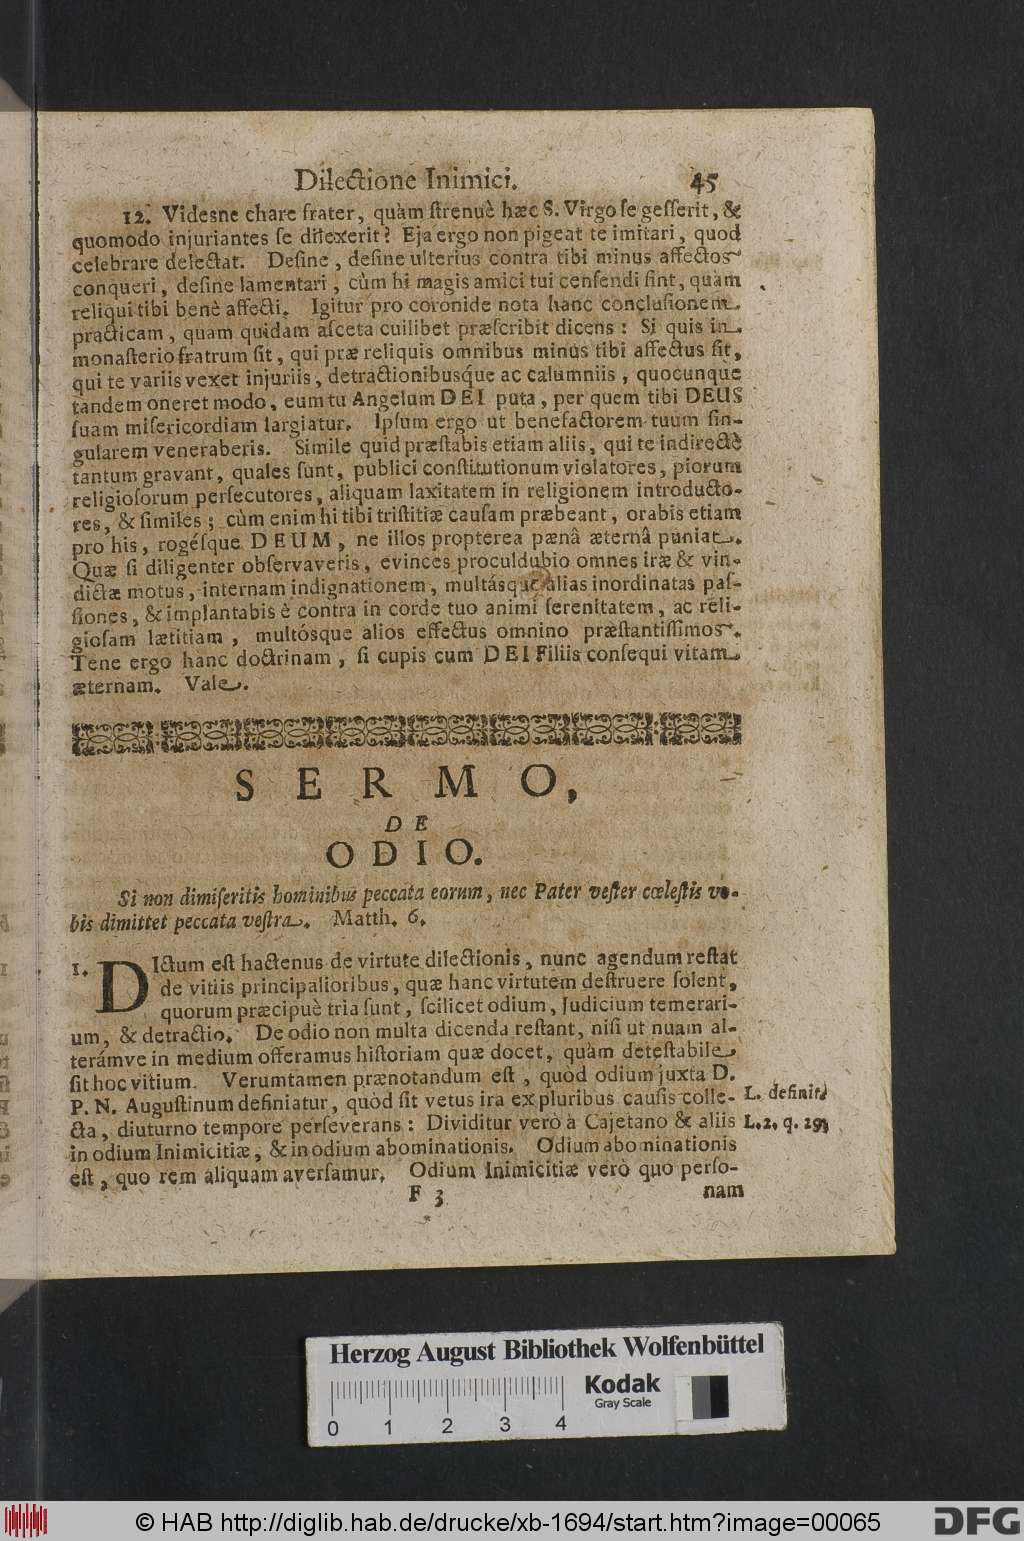 Dilectione Inimici. 45
12. Videsne chare frater, quàm ſtrenuè hæc S. Virgo ſe geſſerit, &
quomodo injuriantes ſe dilexerit? Eja ergo non pigeat te imitari, quod
celebrare delectat. Deſine, deſine ulterius contra tibi minus affectos
conqueri, deſine lamentari, cùm hi magis amici tui cenſendi ſint, quàm
reliqui tibi benè affecti. Igitur pro coronide nota hanc concluſionem
practicam, quam quidam aſceta cuilibet præſcribit dicens: Si quis in
monaſterio fratrum ſit, qui præ reliquis omnibus minus tibi affectus ſit,
qui te variis vexet injuriis, detractionibusq́ue ac calumniis, quocunque
tandem oneret modo, eum tu Angelum DEI puta, per quem tibi DEUS
ſuam miſericordiam largiatur. Ipſum ergo ut benefactorem tuum ſin-
gularem veneraberis. Simile quid præſtabis etiam aliis, qui te indirectè
tantum gravant, quales ſunt, publici conſtitutionum violatores, piorum
religioſorum perſecutores, aliquam laxitatem in religionem introducto-
res, & ſimiles; cùm enim hi tibi triſtitiæ cauſam præbeant, orabis etiam
pro his, rogéſque DEUM, ne illos propterea pænâ æternâ puniat.
Quæ ſi diligenter obſervaveris, evinces proculdubio omnes iræ & vin-
dictæ motus, internam indignationem, multásque alias inordinatas paſ-
ſiones, & implantabis è contra in corde tuo animi ſerenitatem, ac reli-
gioſam lætitiam, multósque alios effectus omnino præſtantiſſimos.
Tene ergo hanc doctrinam, ſi cupis cum DEI Filiis conſequi vitam
æternam. Vale.
SERMO,
DE
ODIO.
Si non dimiſeritis hominibus peccata eorum, nec Pater veſter cæleſtis vo-
bis dimittet peccata veſtra. Matth. 6.
1. DIctum eſt hactenus de virtute dilectionis, nunc agendum reſtat
de vitiis principalioribus, quæ hanc virtutem deſtruere ſolent,
quorum præcipuè tria ſunt, ſcilicet odium, Judicium temerari-
um, & detractio. De odio non multa dicenda reſtant, niſi ut nuam al-
terámve in medium offeramus hiſtoriam quæ docet, quàm deteſtabile
ſit hoc vitium. Verumtamen prænotandum eſt, quòd odium juxta D.
P. N. Auguſtinum definiatur, quòd ſit vetus ira ex pluribus cauſis colle- L. definit.
cta, diuturno tempore perſeverans: Dividitur verò à Cajetano & aliis L.2. q. 29.
in odium Inimicitiæ, & in odium abominationis. Odium abominationis
eſt, quo rem aliquam averſamur. Odium Inimicitiæ verò quo perſo-
F 3 nam
Herzog August Bibliothek Wolfenbüttel
Kodak
Gray Scale
0 1 2 3 4
© HAB http://diglib.hab.de/drucke/xb-1694/start.htm?image=00065
DFG